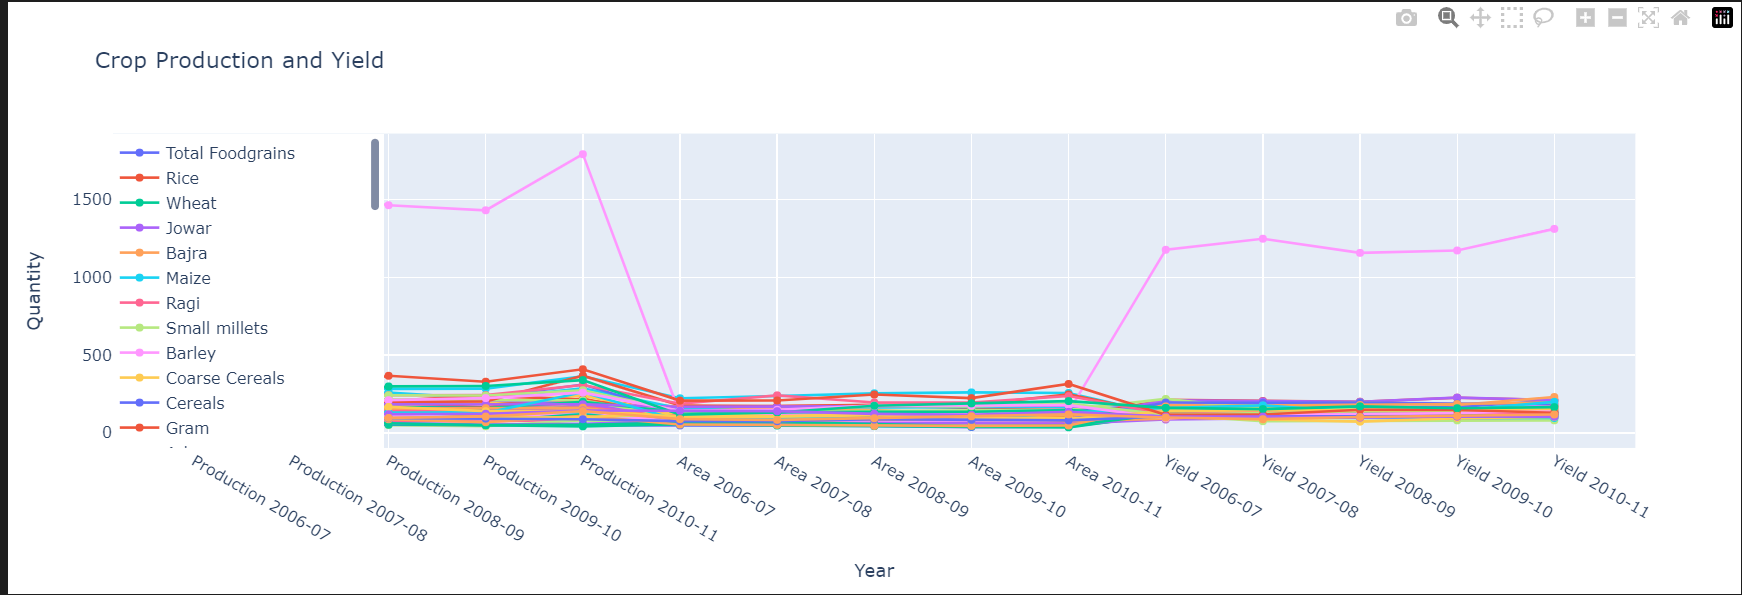 Crop Production and Yield
Total Foodgrains
Rice
Wheat
Jowar
Bajra
Maize
Ragi
Small millets
Barley
Coarse Cereals
Cereals
Gram
1500
1000
500
0
Quantity
Production 2006-07
Production 2007-08
Production 2008-09
Production 2009-10
Production 2010-11
Area 2006-07
Area 2007-08
Area 2008-09
Area 2009-10
Area 2010-11
Yield 2006-07
Yield 2007-08
Yield 2008-09
Yield 2009-10
Yield 2010-11
Year